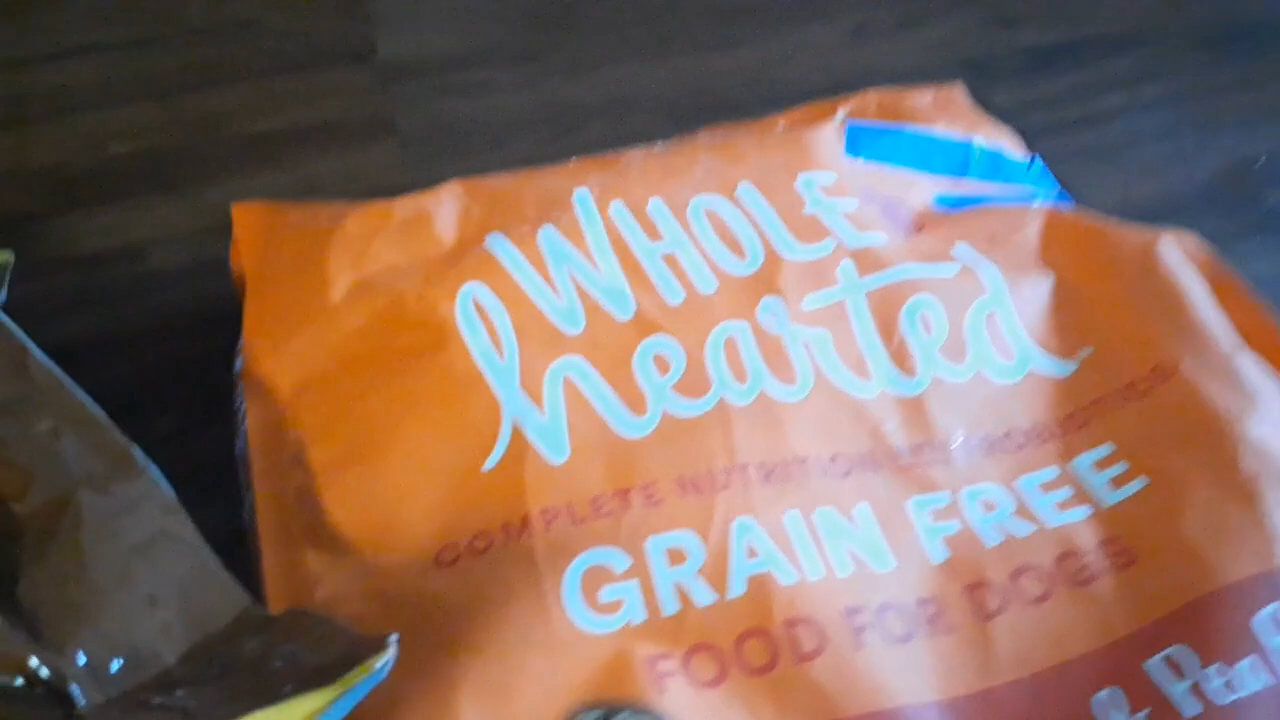 WHOLE
hearted
COMPLETE NUTRITION
GRAIN FREE
FOOD FOR DOGS
&